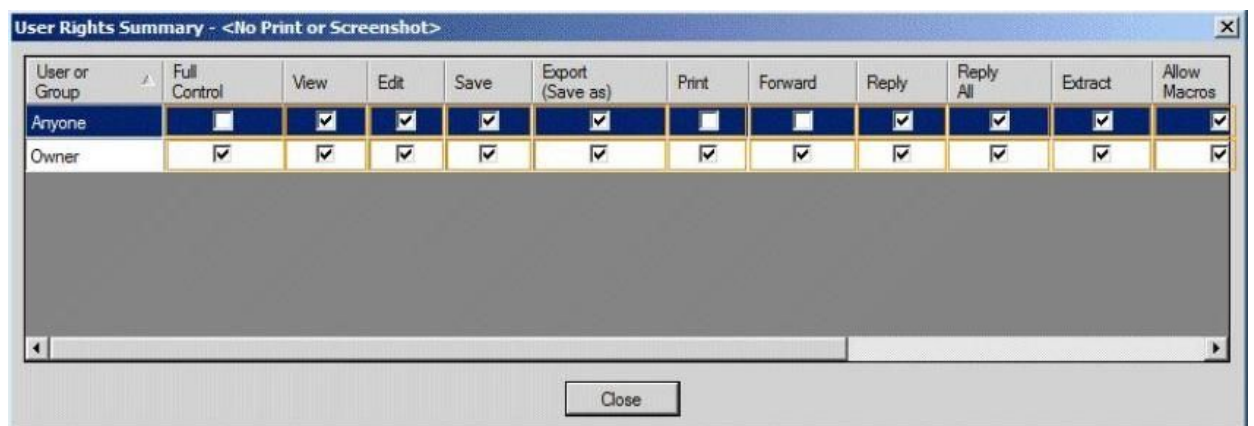 User Rights Summary - <No Print or Screenshot>
User or Group Full Control View Edit Save Export (Save as) Print Forward Reply Reply All Extract Allow Macros
Anyone
Owner
Close